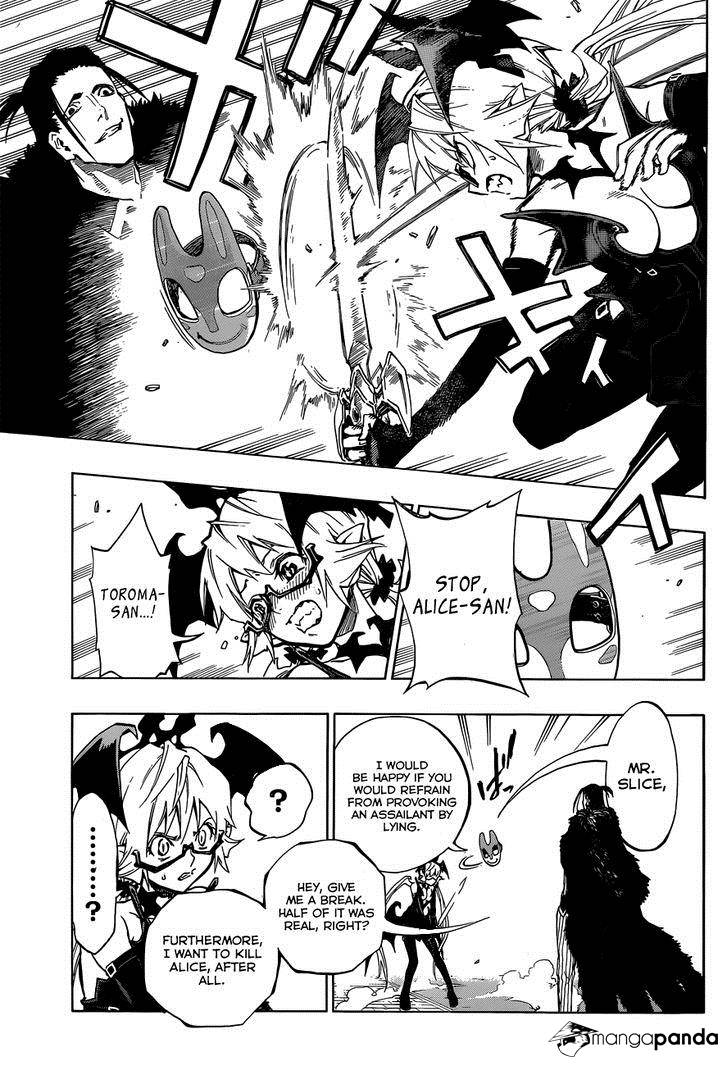 STOP,
ALICE-SAN!
TOROMA-
SAN...!
MR.
SLICE,
I WOULD
BE HAPPY IF
YOU WOULD
REFRAIN
FROM PROVOKING
AN ASSAILANT BY
LYING.
HEY, GIVE
ME A BREAK.
HALF OF IT WAS
REAL, RIGHT?
FURTHERMORE,
I WANT TO KILL
ALICE, AFTER
ALL.
?
.........?
mangapanda